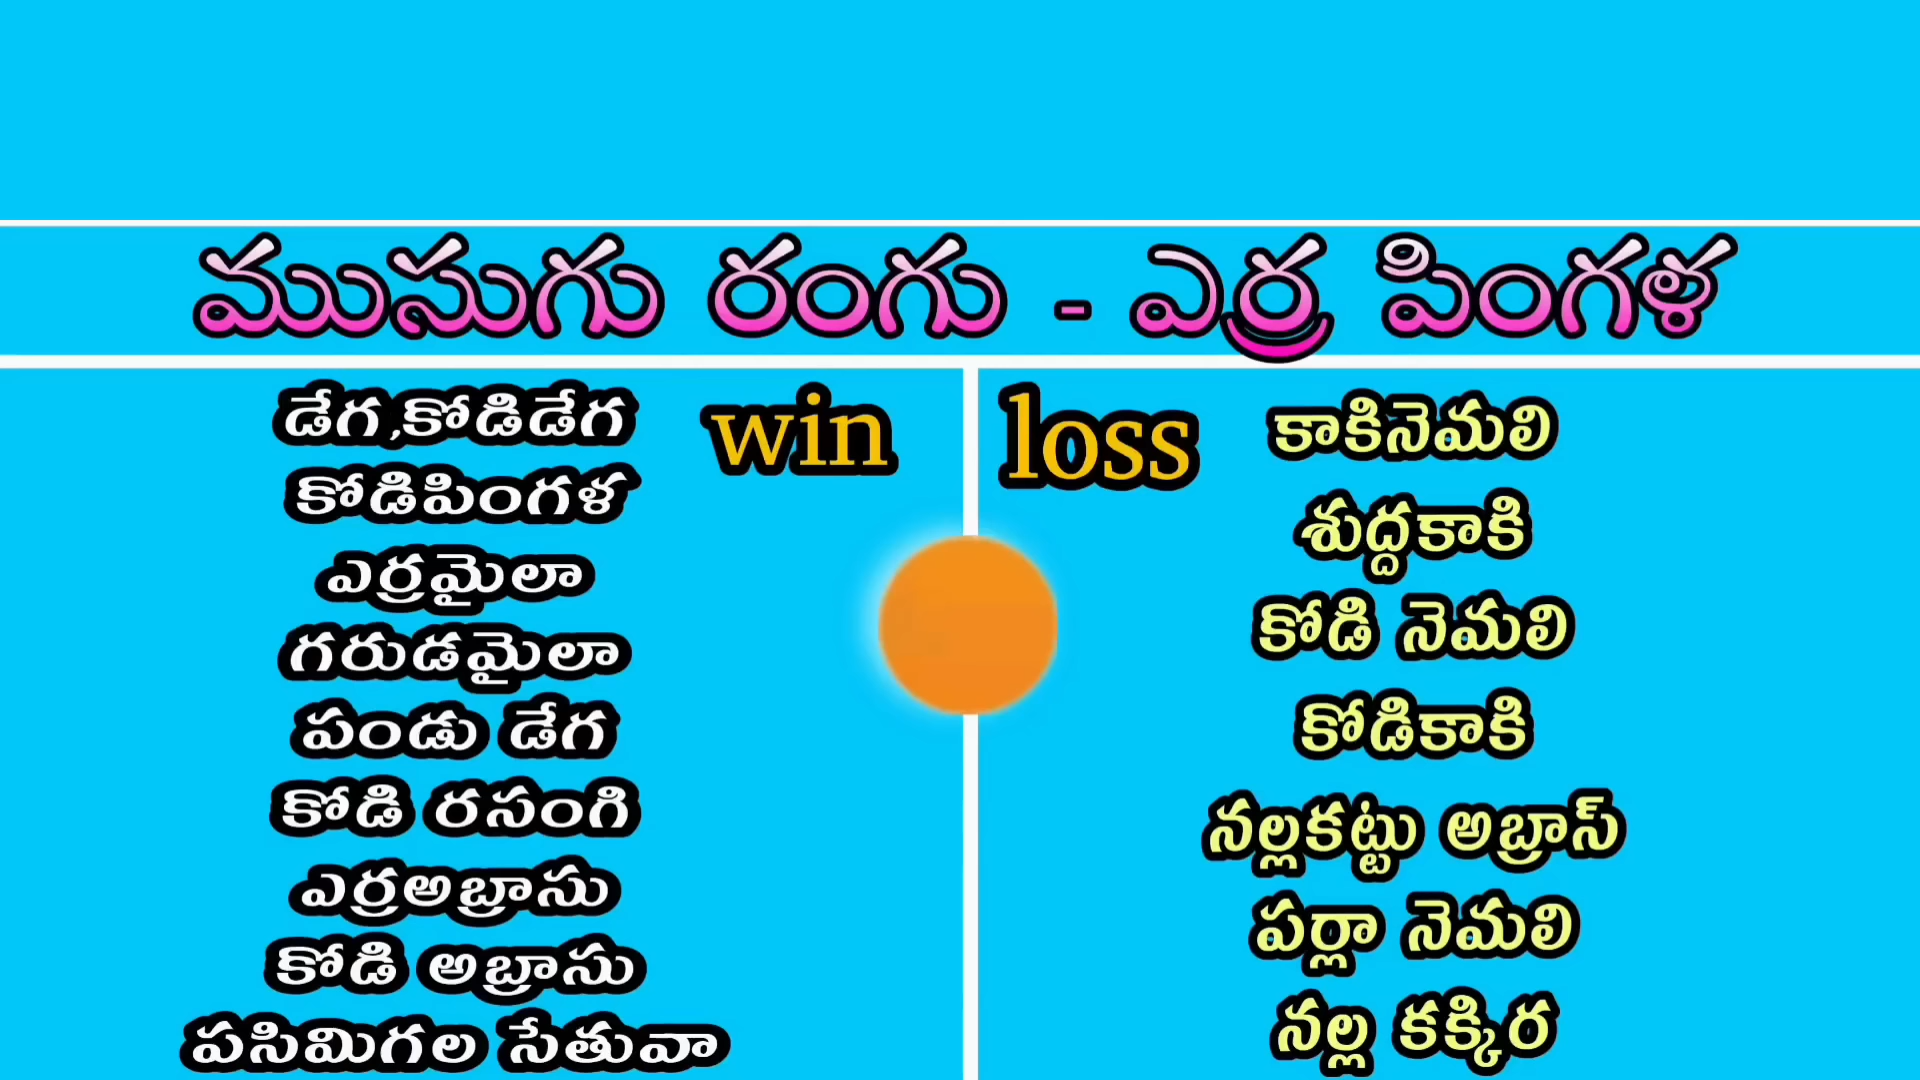 ముసుగు రంగు - ఎర్ర పింగళ
win
డేగ,కోడిడేగ
కోడిపింగళ
ఎర్రమైలా
గరుడమైలా
పండు డేగ
కోడి రసంగి
ఎర్రఅబ్రాసు
కోడి అబ్రాసు
పసిమిగల సేతువా
loss
కాకినెమలి
శుద్దకాకి
కోడి నెమలి
కోడికాకి
నల్లకట్టు అబ్రాస్
పర్లా నెమలి
నల్ల కక్కిర